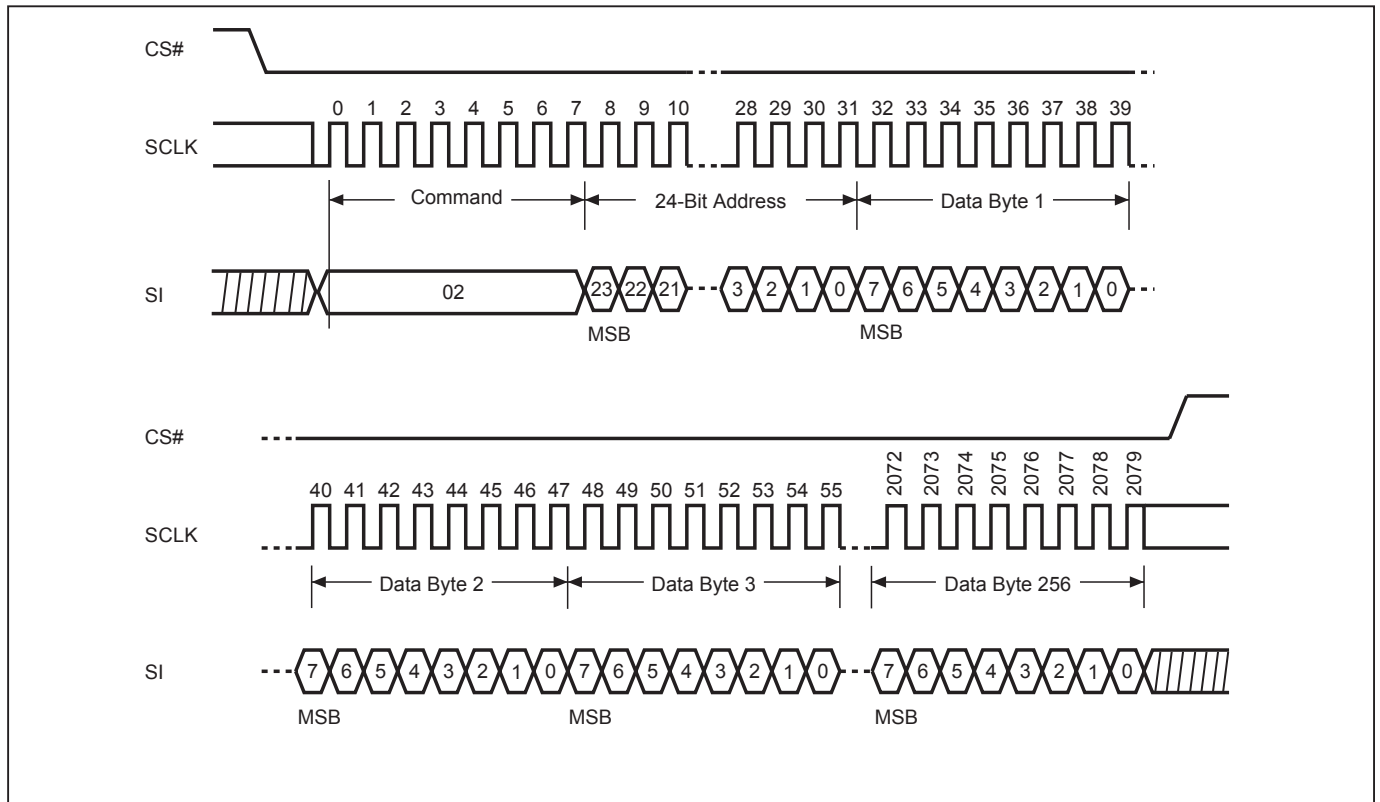 CS#
0 1 2 3 4 5 6 7 8 9 10 28 29 30 31 32 33 34 35 36 37 38 39
SCLK
Command 24-Bit Address Data Byte 1
SI 02 23 22 21 3 2 1 0 7 6 5 4 3 2 1 0
MSB MSB
CS#
40 41 42 43 44 45 46 47 48 49 50 51 52 53 54 55 2072 2073 2074 2075 2076 2077 2078 2079
SCLK
Data Byte 2 Data Byte 3 Data Byte 256
SI 7 6 5 4 3 2 1 0 7 6 5 4 3 2 1 0 7 6 5 4 3 2 1 0
MSB MSB MSB